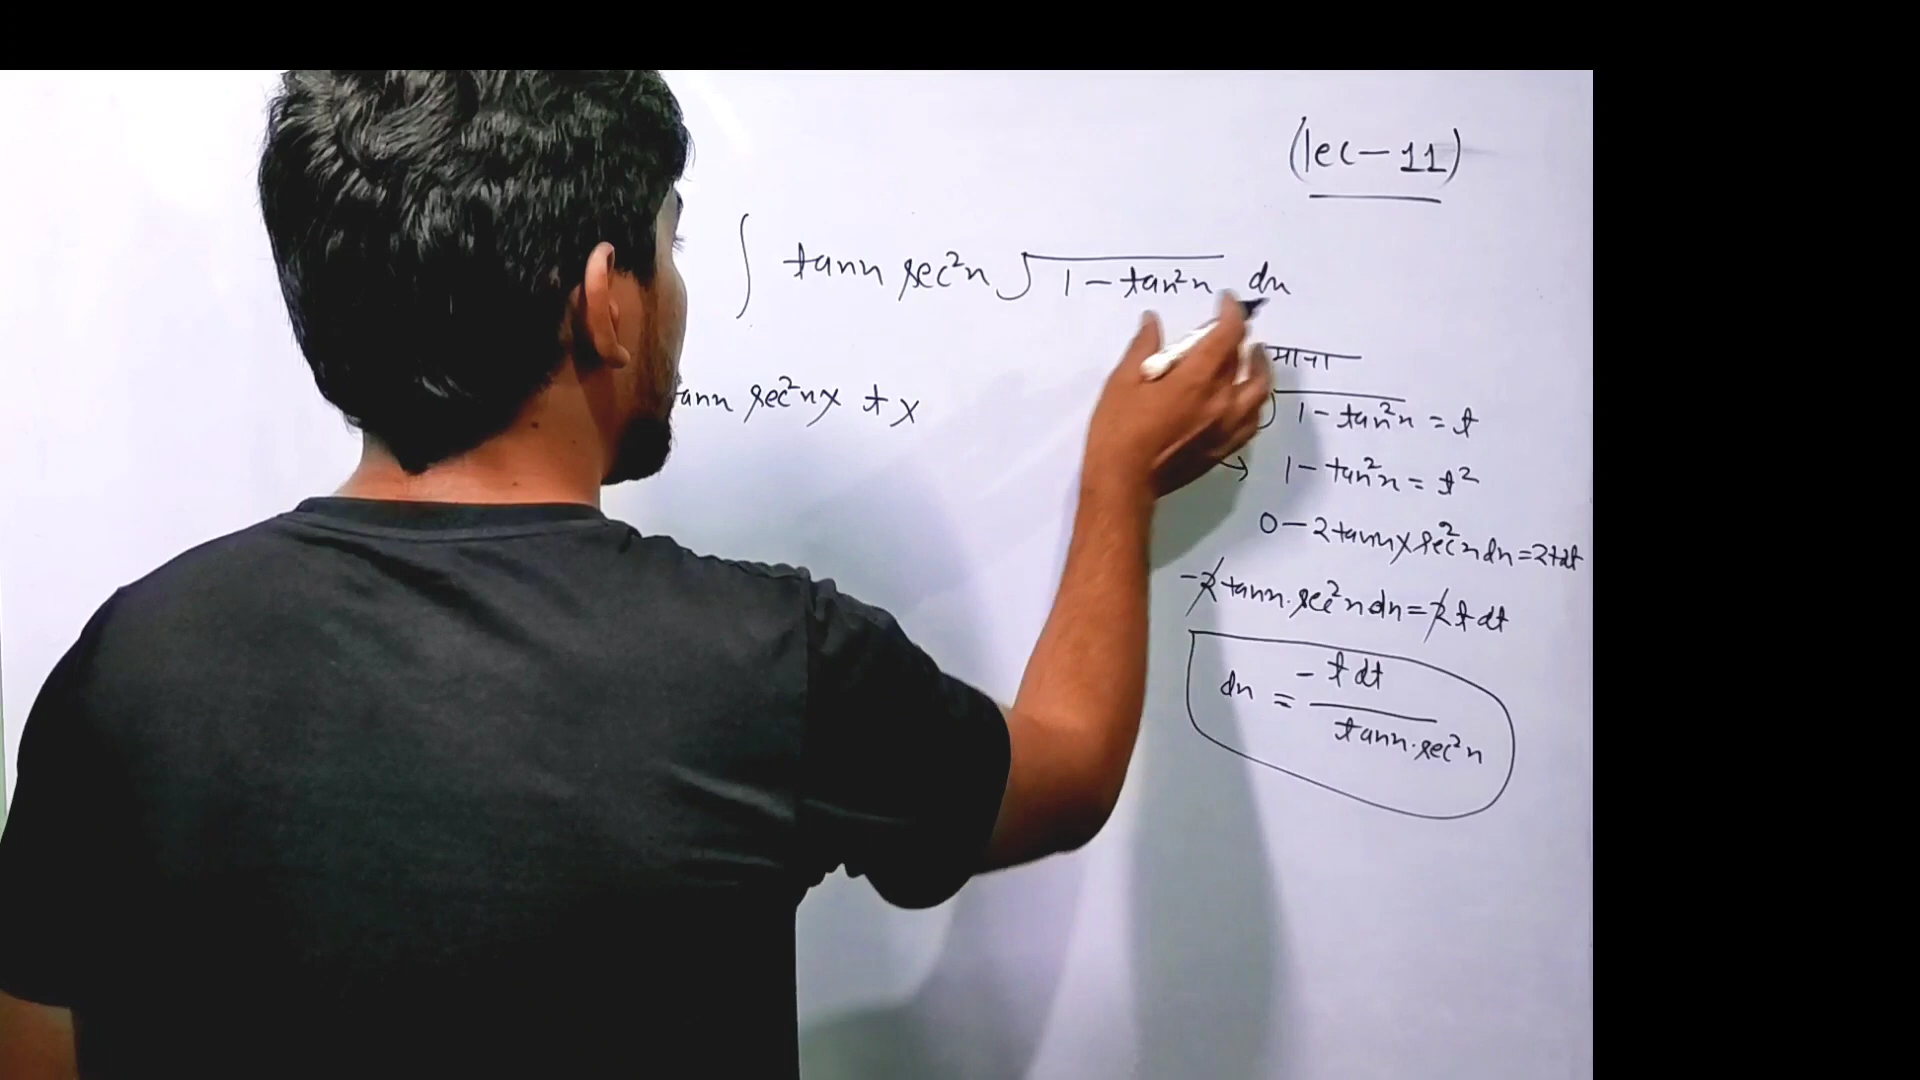 (lec-11)
∫ tanx sec²x √1-tan²x dx
tanx sec²x × t ×
माना
√1-tan²x = t
→ 1-tan²x = t²
0-2tanx×sec²x dx=2tdt
-2tanx.sec²x dx=2t dt
dx = -t dt / tanx.sec²x